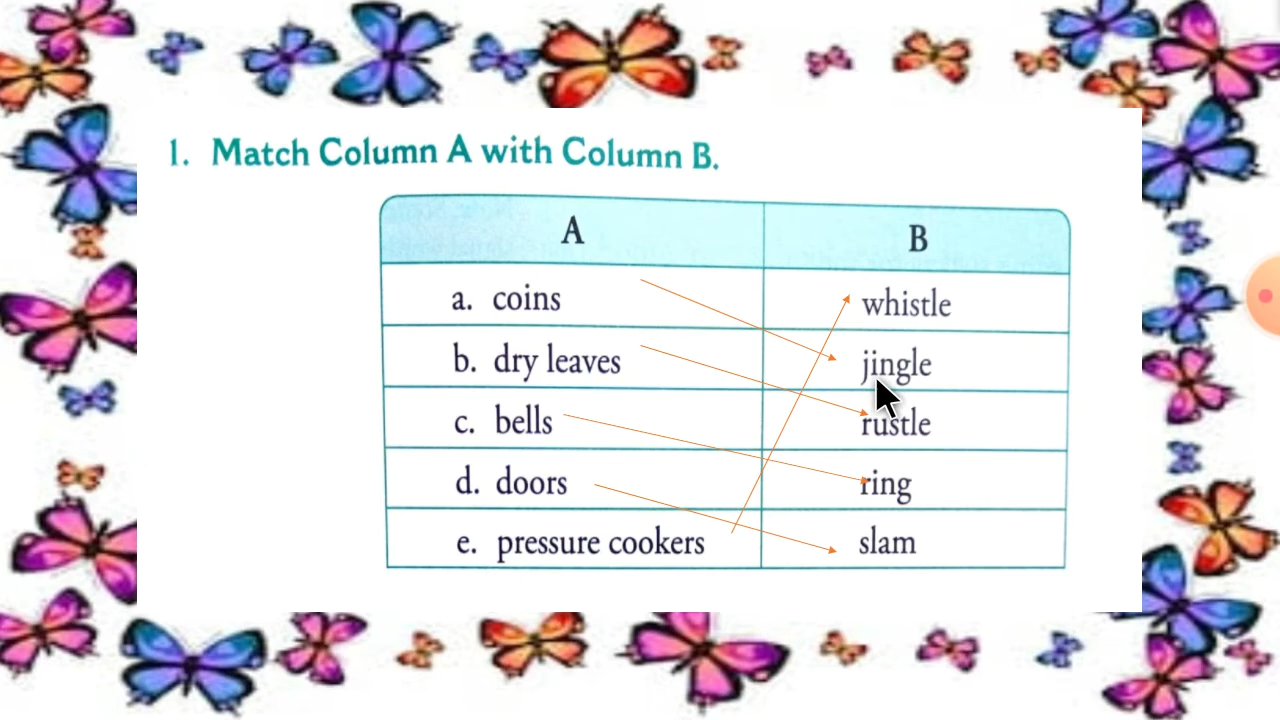 1. Match Column A with Column B.
A B
a. coins whistle
b. dry leaves jingle
c. bells rustle
d. doors ring
e. pressure cookers slam